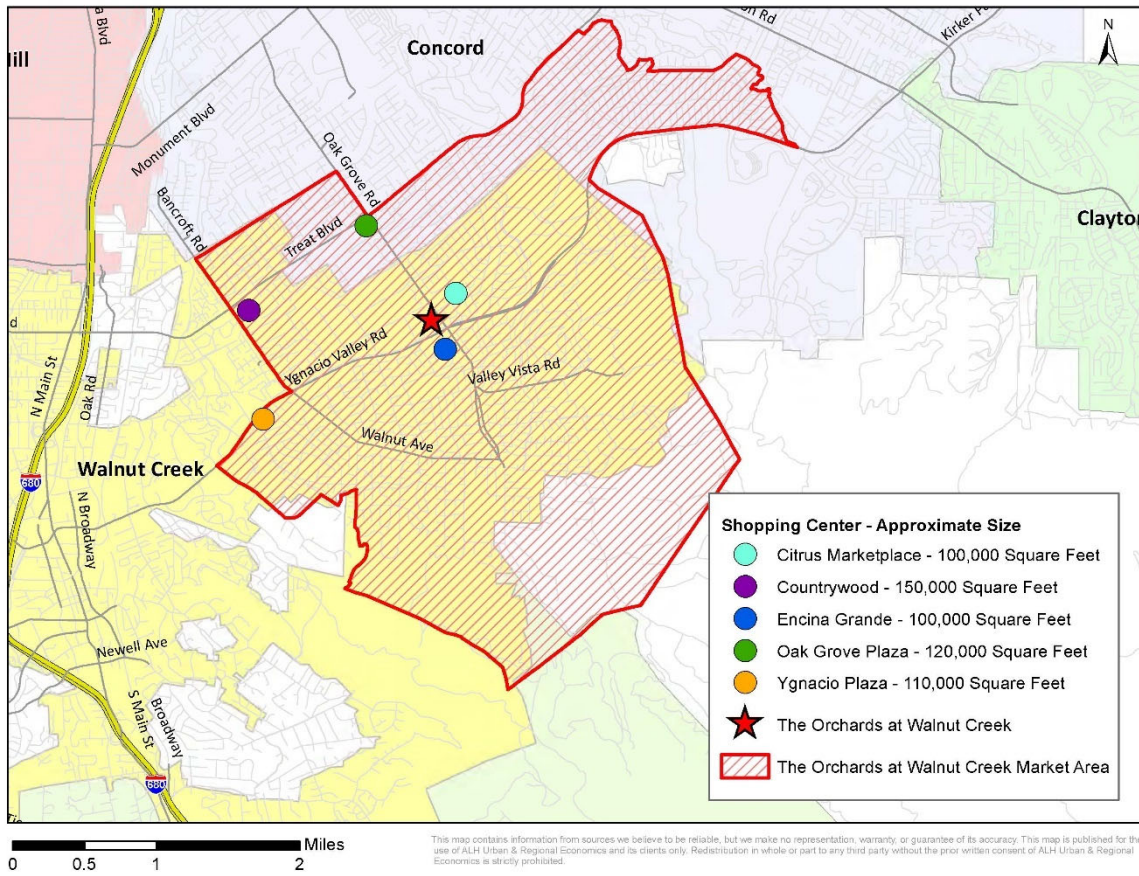 a Blvd
Concord
on Rd
Kirker Pa
N
ill
Monument Blvd
Oak Grove Rd
Bancroft Rd
Treat Blvd
Clayton
d
Ygnacio Valley Rd
Valley Vista Rd
N Main St
Oak Rd
Walnut Ave
Walnut Creek
680
N Broadway
Newell Ave
S Main St
Broadway
680
Shopping Center - Approximate Size
Citrus Marketplace - 100,000 Square Feet
Countrywood - 150,000 Square Feet
Encina Grande - 100,000 Square Feet
Oak Grove Plaza - 120,000 Square Feet
Ygnacio Plaza - 110,000 Square Feet
The Orchards at Walnut Creek
The Orchards at Walnut Creek Market Area
Miles
0 0.5 1 2
This map contains information from sources we believe to be reliable, but we make no representation, warranty, or guarantee of its accuracy. This map is published for the
use of ALH Urban & Regional Economics and its clients only. Redistribution in whole or part to any third party without the prior written consent of ALH Urban & Regional
Economics is strictly prohibited.